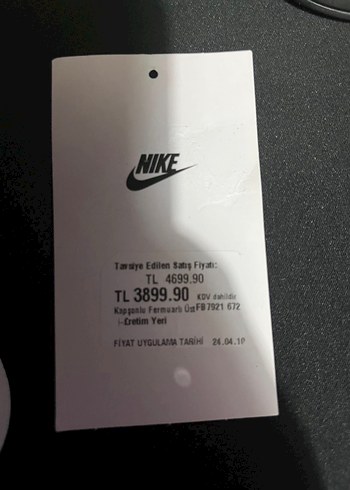 NIKE
Tavsiye Edilen Satış Fiyatı:
TL 4699.90
TL 3899.90 KDV dahildir
Kapşonlu Fermuarlı Üst FB7921 672
Üretim Yeri
FİYAT UYGULAMA TARİHİ 24.04.